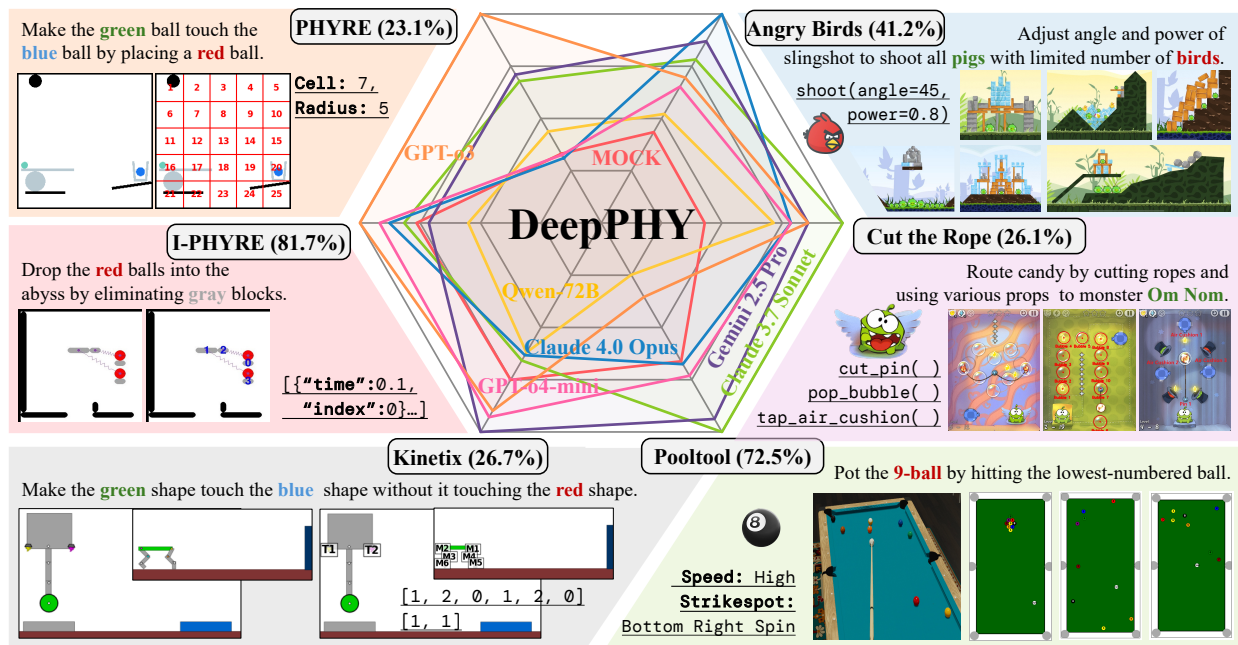 PHYRE (23.1%)
Make the green ball touch the
blue ball by placing a red ball.
1 2 3 4 5
6 7 8 9 10
11 12 13 14 15
16 17 18 19 20
21 22 23 24 25
Cell: 7,
Radius: 5
Angry Birds (41.2%)
Adjust angle and power of
slingshot to shoot all pigs with limited number of birds.
shoot(angle=45,
power=0.8)
GPT-o3
MOCK
DeepPHY
Qwen-72B
Claude 4.0 Opus
GPT-o4-mini
Gemini 2.5 Pro
Claude 3.7 Sonnet
I-PHYRE (81.7%)
Drop the red balls into the
abyss by eliminating gray blocks.
1 2
0
3
[{“time”:0.1,
“index”:0}…]
Cut the Rope (26.1%)
Route candy by cutting ropes and
using various props to monster Om Nom.
cut_pin( )
pop_bubble( )
tap_air_cushion( )
Kinetix (26.7%)
Make the green shape touch the blue shape without it touching the red shape.
T1 T2
M2 M1
M3 M4
M6 M5
[1, 2, 0, 1, 2, 0]
[1, 1]
Pooltool (72.5%)
Pot the 9-ball by hitting the lowest-numbered ball.
8
Speed: High
Strikespot:
Bottom Right Spin